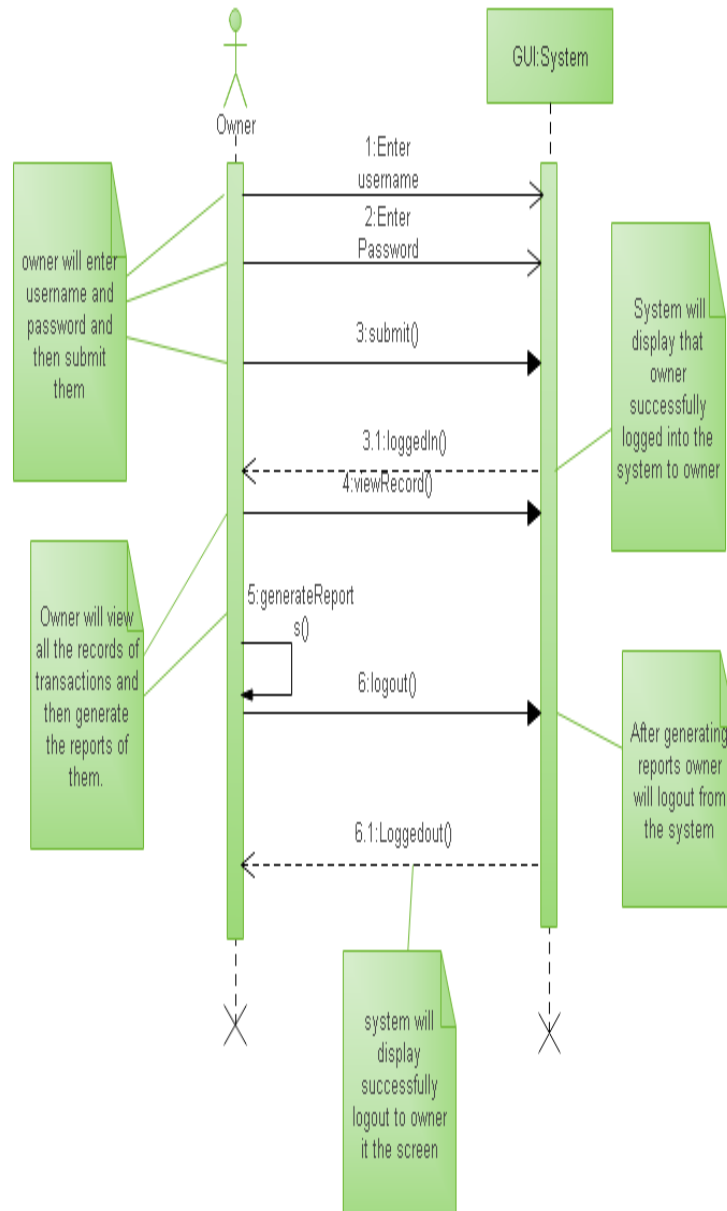 GUI:System
Owner
1:Enter
username
2:Enter
Password
owner will enter
username and
password and
then submit
them
3:submit()
System will
display that
owner
successfully
logged into the
system to owner
3.1:loggedIn()
4:viewRecord()
Owner will view
all the records of
transactions and
then generate
the reports of
them.
5:generateReport
s()
6:logout()
After generating
reports owner
will logout from
the system
6.1:Loggedout()
system will
display
successfully
logout to owner
it the screen